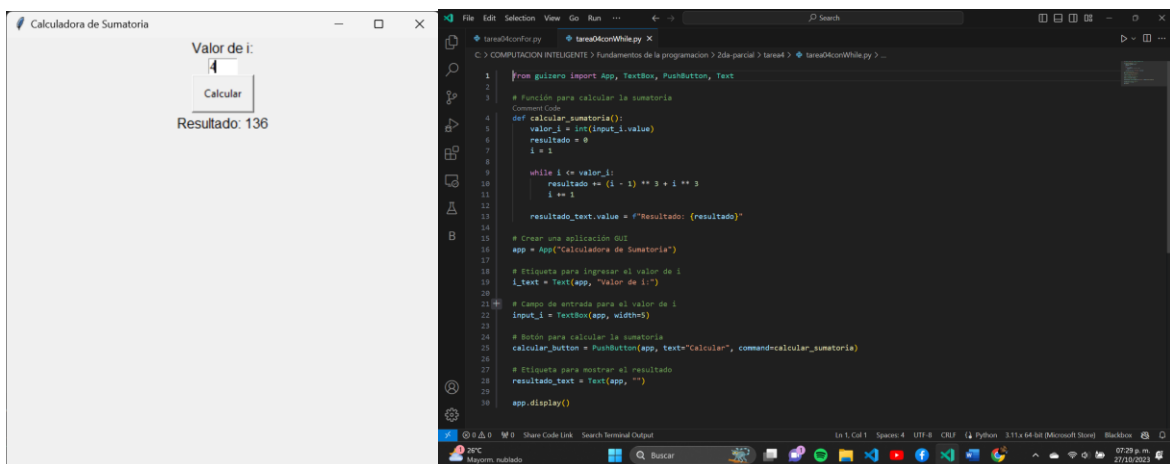 Calculadora de Sumatoria
Valor de i:
4
Calcular
Resultado: 136
File Edit Selection View Go Run ···
Search
tarea04conFor.py
tarea04conWhile.py
C: > COMPUTACION INTELIGENTE > Fundamentos de la programacion > 2da-parcial > tarea4 > tarea04conWhile.py > ...
1 from guizero import App, TextBox, PushButton, Text
2
3 # Función para calcular la sumatoria
Comment Code
4 def calcular_sumatoria():
5 valor_i = int(input_i.value)
6 resultado = 0
7 i = 1
8
9 while i <= valor_i:
10 resultado += (i - 1) ** 3 + i ** 3
11 i += 1
12
13 resultado_text.value = f"Resultado: {resultado}"
14
15 # Crear una aplicación GUI
16 app = App("Calculadora de Sumatoria")
17
18 # Etiqueta para ingresar el valor de i
19 i_text = Text(app, "Valor de i:")
20
21 # Campo de entrada para el valor de i
22 input_i = TextBox(app, width=5)
23
24 # Botón para calcular la sumatoria
25 calcular_button = PushButton(app, text="Calcular", command=calcular_sumatoria)
26
27 # Etiqueta para mostrar el resultado
28 resultado_text = Text(app, "")
29
30 app.display()
0 0 0 Share Code Link Search Terminal Output
Ln 1, Col 1 Spaces: 4 UTF-8 CRLF Python 3.11.x 64-bit (Microsoft Store) Blackbox
26°C
Mayorm. nublado
Buscar
07:29 p. m.
27/10/2023